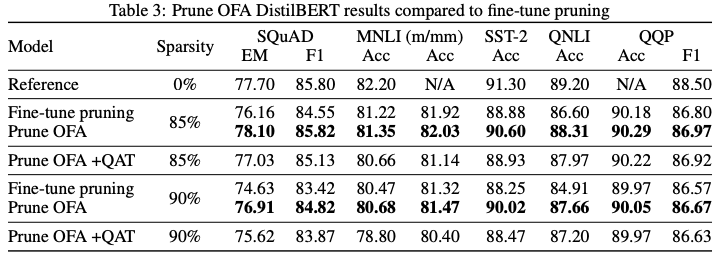 Table 3: Prune OFA DistilBERT results compared to fine-tune pruning
Model Sparsity SQuAD MNLI (m/mm) SST-2 QNLI QQP
EM F1 Acc Acc Acc Acc Acc F1
Reference 0% 77.70 85.80 82.20 N/A 91.30 89.20 N/A 88.50
Fine-tune pruning 85% 76.16 84.55 81.22 81.92 88.88 86.60 90.18 86.80
Prune OFA 78.10 85.82 81.35 82.03 90.60 88.31 90.29 86.97
Prune OFA +QAT 85% 77.03 85.13 80.66 81.14 88.93 87.97 90.22 86.92
Fine-tune pruning 90% 74.63 83.42 80.47 81.32 88.25 84.91 89.97 86.57
Prune OFA 76.91 84.82 80.68 81.47 90.02 87.66 90.05 86.67
Prune OFA +QAT 90% 75.62 83.87 78.80 80.40 88.47 87.20 89.97 86.63